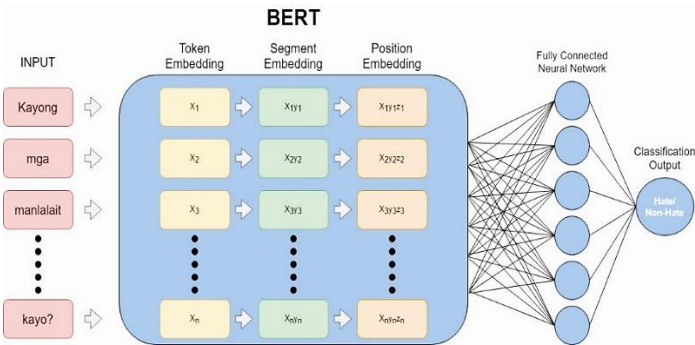 BERT
INPUT
Token
Embedding
Segment
Embedding
Position
Embedding
Fully Connected
Neural Network
Classification
Output
Kayong
X1
X1y1
X1y1z1
mga
X2
X2y2
X2y2z2
manlalait
X3
X3y3
X3y3z3
Hate/
Non-Hate
kayo?
Xn
Xnyn
Xnynzn